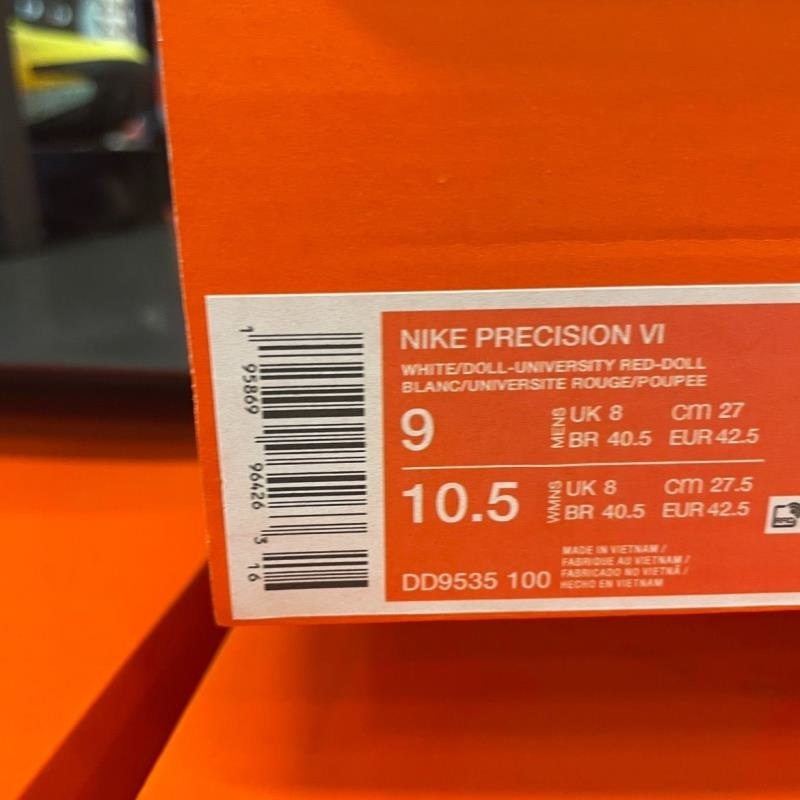 NIKE PRECISION VI
WHITE/DOLL-UNIVERSITY RED-DOLL
BLANC/UNIVERSITE ROUGE/POUPEE
9
MENS
UK 8 cm 27
BR 40.5 EUR 42.5
10.5
WMNS
UK 8 cm 27.5
BR 40.5 EUR 42.5
DD9535 100
MADE IN VIETNAM /
FABRIQUE AU VIETNAM /
FABRICADO NO VIETNÃ /
HECHO EN VIETNAM
1 95869 96426 3 16